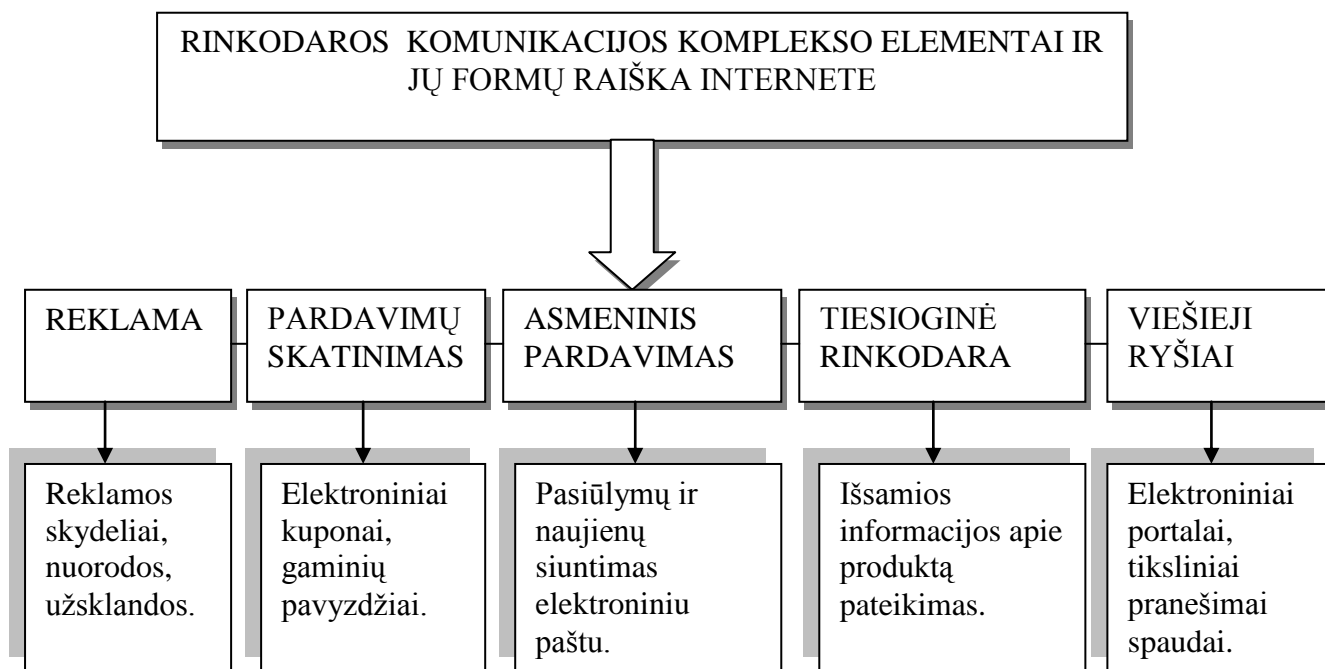 RINKODAROS KOMUNIKACIJOS KOMPLEKSO ELEMENTAI IR
JŲ FORMŲ RAIŠKA INTERNETE
REKLAMA
PARDAVIMŲ
SKATINIMAS
ASMENINIS
PARDAVIMAS
TIESIOGINĖ
RINKODARA
VIEŠIEJI
RYŠIAI
Reklamos
skydeliai,
nuorodos,
užsklandos.
Elektroniniai
kuponai,
gaminių
pavyzdžiai.
Pasiūlymų ir
naujienų
siuntimas
elektroniniu
paštu.
Išsamios
informacijos apie
produktą
pateikimas.
Elektroniniai
portalai,
tiksliniai
pranešimai
spaudai.